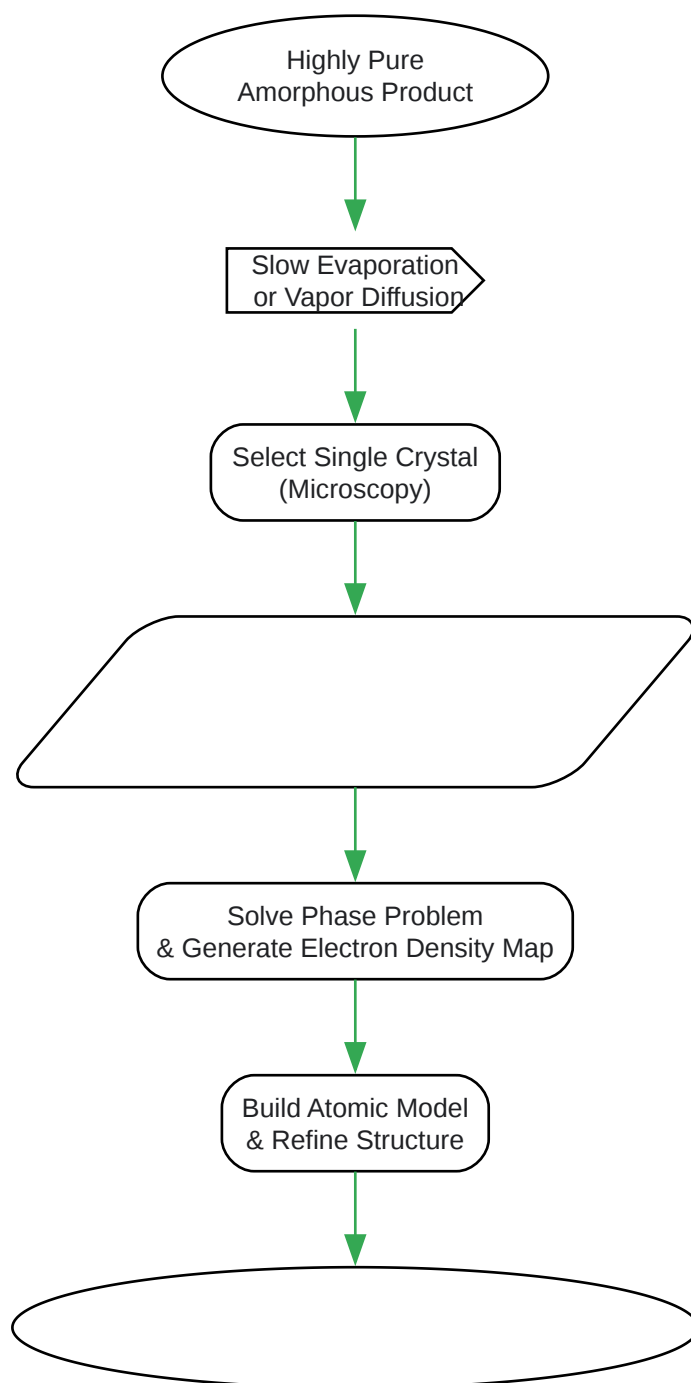 Highly Pure
Amorphous Product
Slow Evaporation
or Vapor Diffusion
Select Single Crystal
(Microscopy)
Solve Phase Problem
& Generate Electron Density Map
Build Atomic Model
& Refine Structure